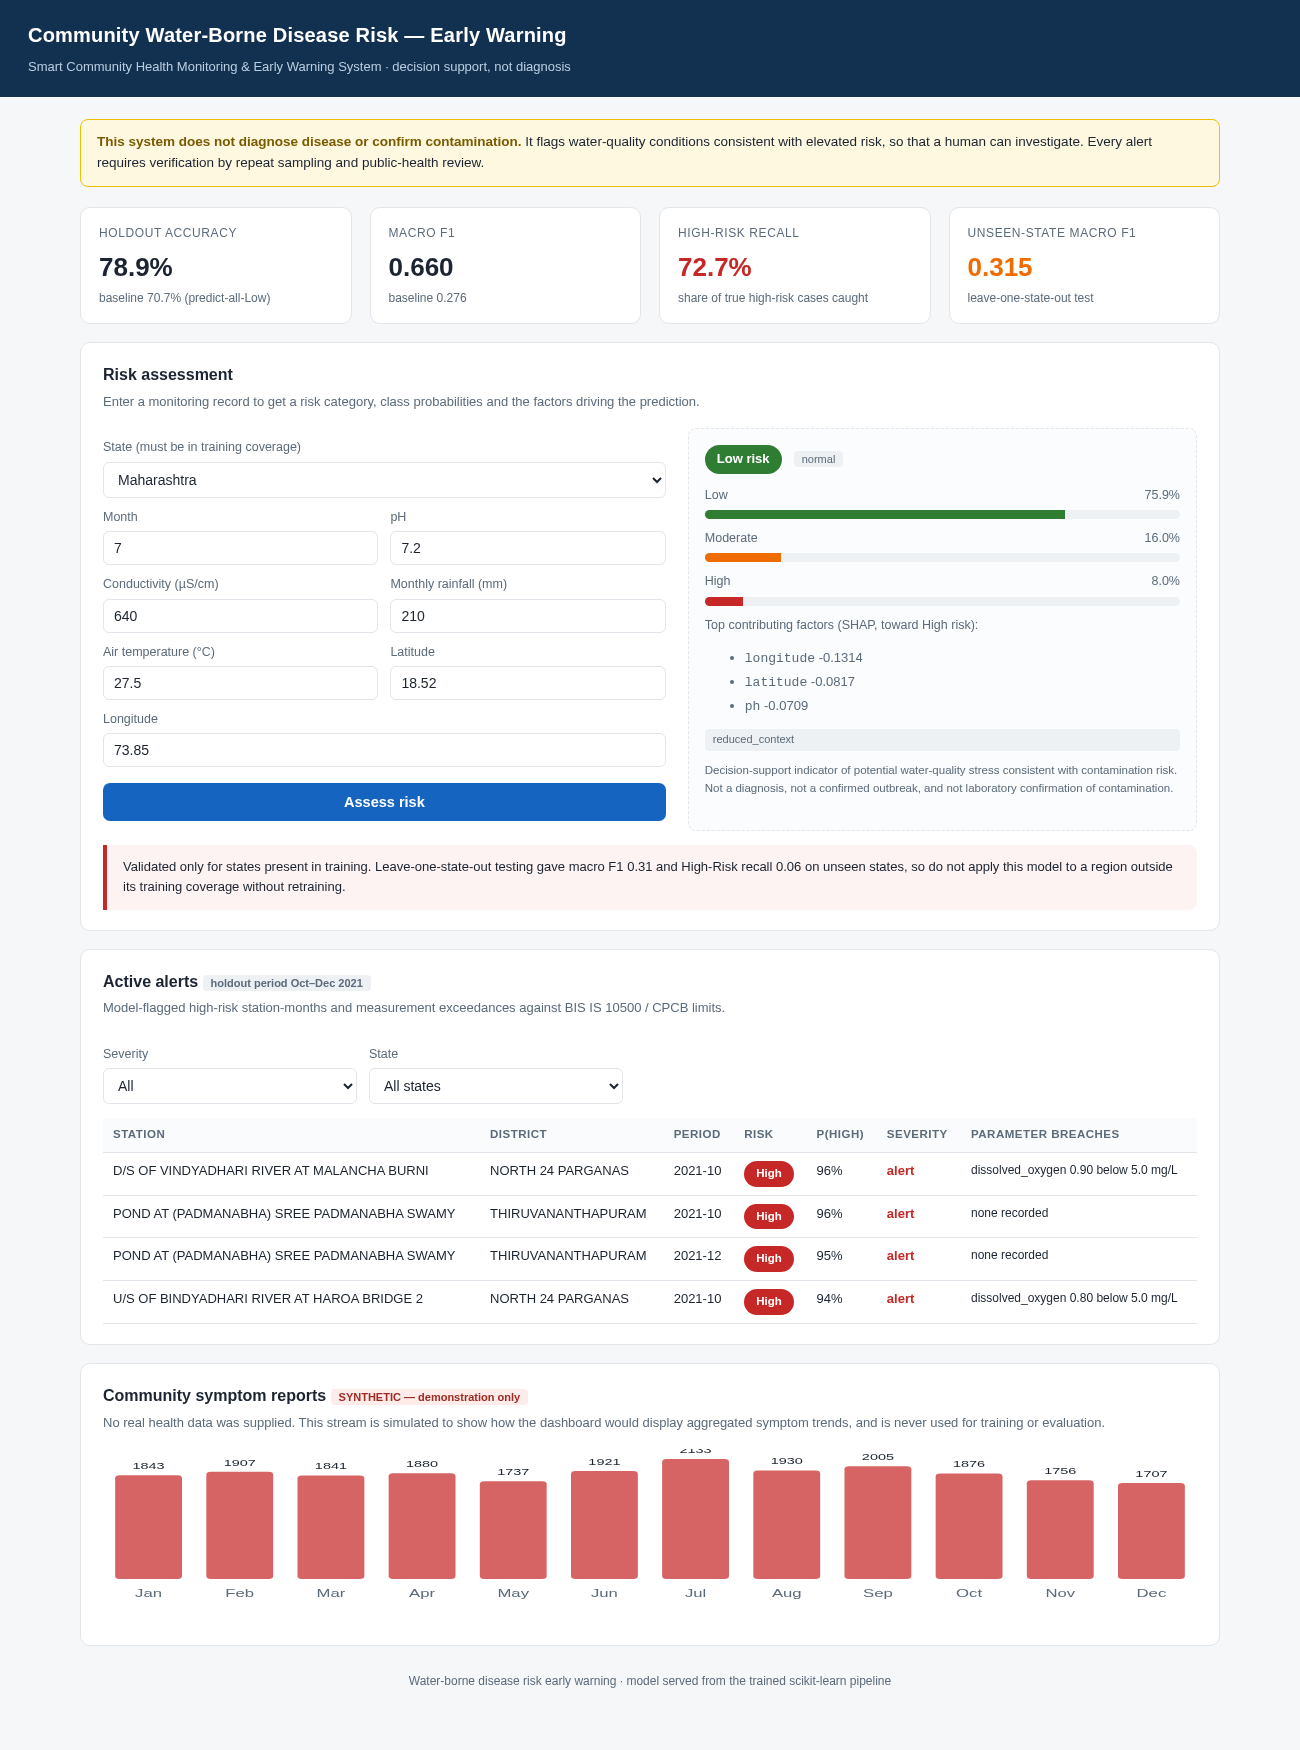 Community Water-Borne Disease Risk — Early Warning
Smart Community Health Monitoring & Early Warning System · decision support, not diagnosis
This system does not diagnose disease or confirm contamination. It flags water-quality conditions consistent with elevated risk, so that a human can investigate. Every alert
requires verification by repeat sampling and public-health review.
HOLDOUT ACCURACY
78.9%
baseline 70.7% (predict-all-Low)
MACRO F1
0.660
baseline 0.276
HIGH-RISK RECALL
72.7%
share of true high-risk cases caught
UNSEEN-STATE MACRO F1
0.315
leave-one-state-out test
Risk assessment
Enter a monitoring record to get a risk category, class probabilities and the factors driving the prediction.
State (must be in training coverage)
Maharashtra
Month
pH
7
7.2
Conductivity (µS/cm)
Monthly rainfall (mm)
640
210
Air temperature (°C)
Latitude
27.5
18.52
Longitude
73.85
Assess risk
Low risk normal
Low 75.9%
Moderate 16.0%
High 8.0%
Top contributing factors (SHAP, toward High risk):
• longitude -0.1314
• latitude -0.0817
• ph -0.0709
reduced_context
Decision-support indicator of potential water-quality stress consistent with contamination risk.
Not a diagnosis, not a confirmed outbreak, and not laboratory confirmation of contamination.
Validated only for states present in training. Leave-one-state-out testing gave macro F1 0.31 and High-Risk recall 0.06 on unseen states, so do not apply this model to a region outside
its training coverage without retraining.
Active alerts holdout period Oct–Dec 2021
Model-flagged high-risk station-months and measurement exceedances against BIS IS 10500 / CPCB limits.
Severity State
All All states
STATION DISTRICT PERIOD RISK P(HIGH) SEVERITY PARAMETER BREACHES
D/S OF VINDYADHARI RIVER AT MALANCHA BURNI NORTH 24 PARGANAS 2021-10 High 96% alert dissolved_oxygen 0.90 below 5.0 mg/L
POND AT (PADMANABHA) SREE PADMANABHA SWAMY THIRUVANANTHAPURAM 2021-10 High 96% alert none recorded
POND AT (PADMANABHA) SREE PADMANABHA SWAMY THIRUVANANTHAPURAM 2021-12 High 95% alert none recorded
U/S OF BINDYADHARI RIVER AT HAROA BRIDGE 2 NORTH 24 PARGANAS 2021-10 High 94% alert dissolved_oxygen 0.80 below 5.0 mg/L
Community symptom reports SYNTHETIC — demonstration only
No real health data was supplied. This stream is simulated to show how the dashboard would display aggregated symptom trends, and is never used for training or evaluation.
1843 1907 1841 1880 1737 1921 2133 1930 2005 1876 1756 1707
Jan Feb Mar Apr May Jun Jul Aug Sep Oct Nov Dec
Water-borne disease risk early warning · model served from the trained scikit-learn pipeline